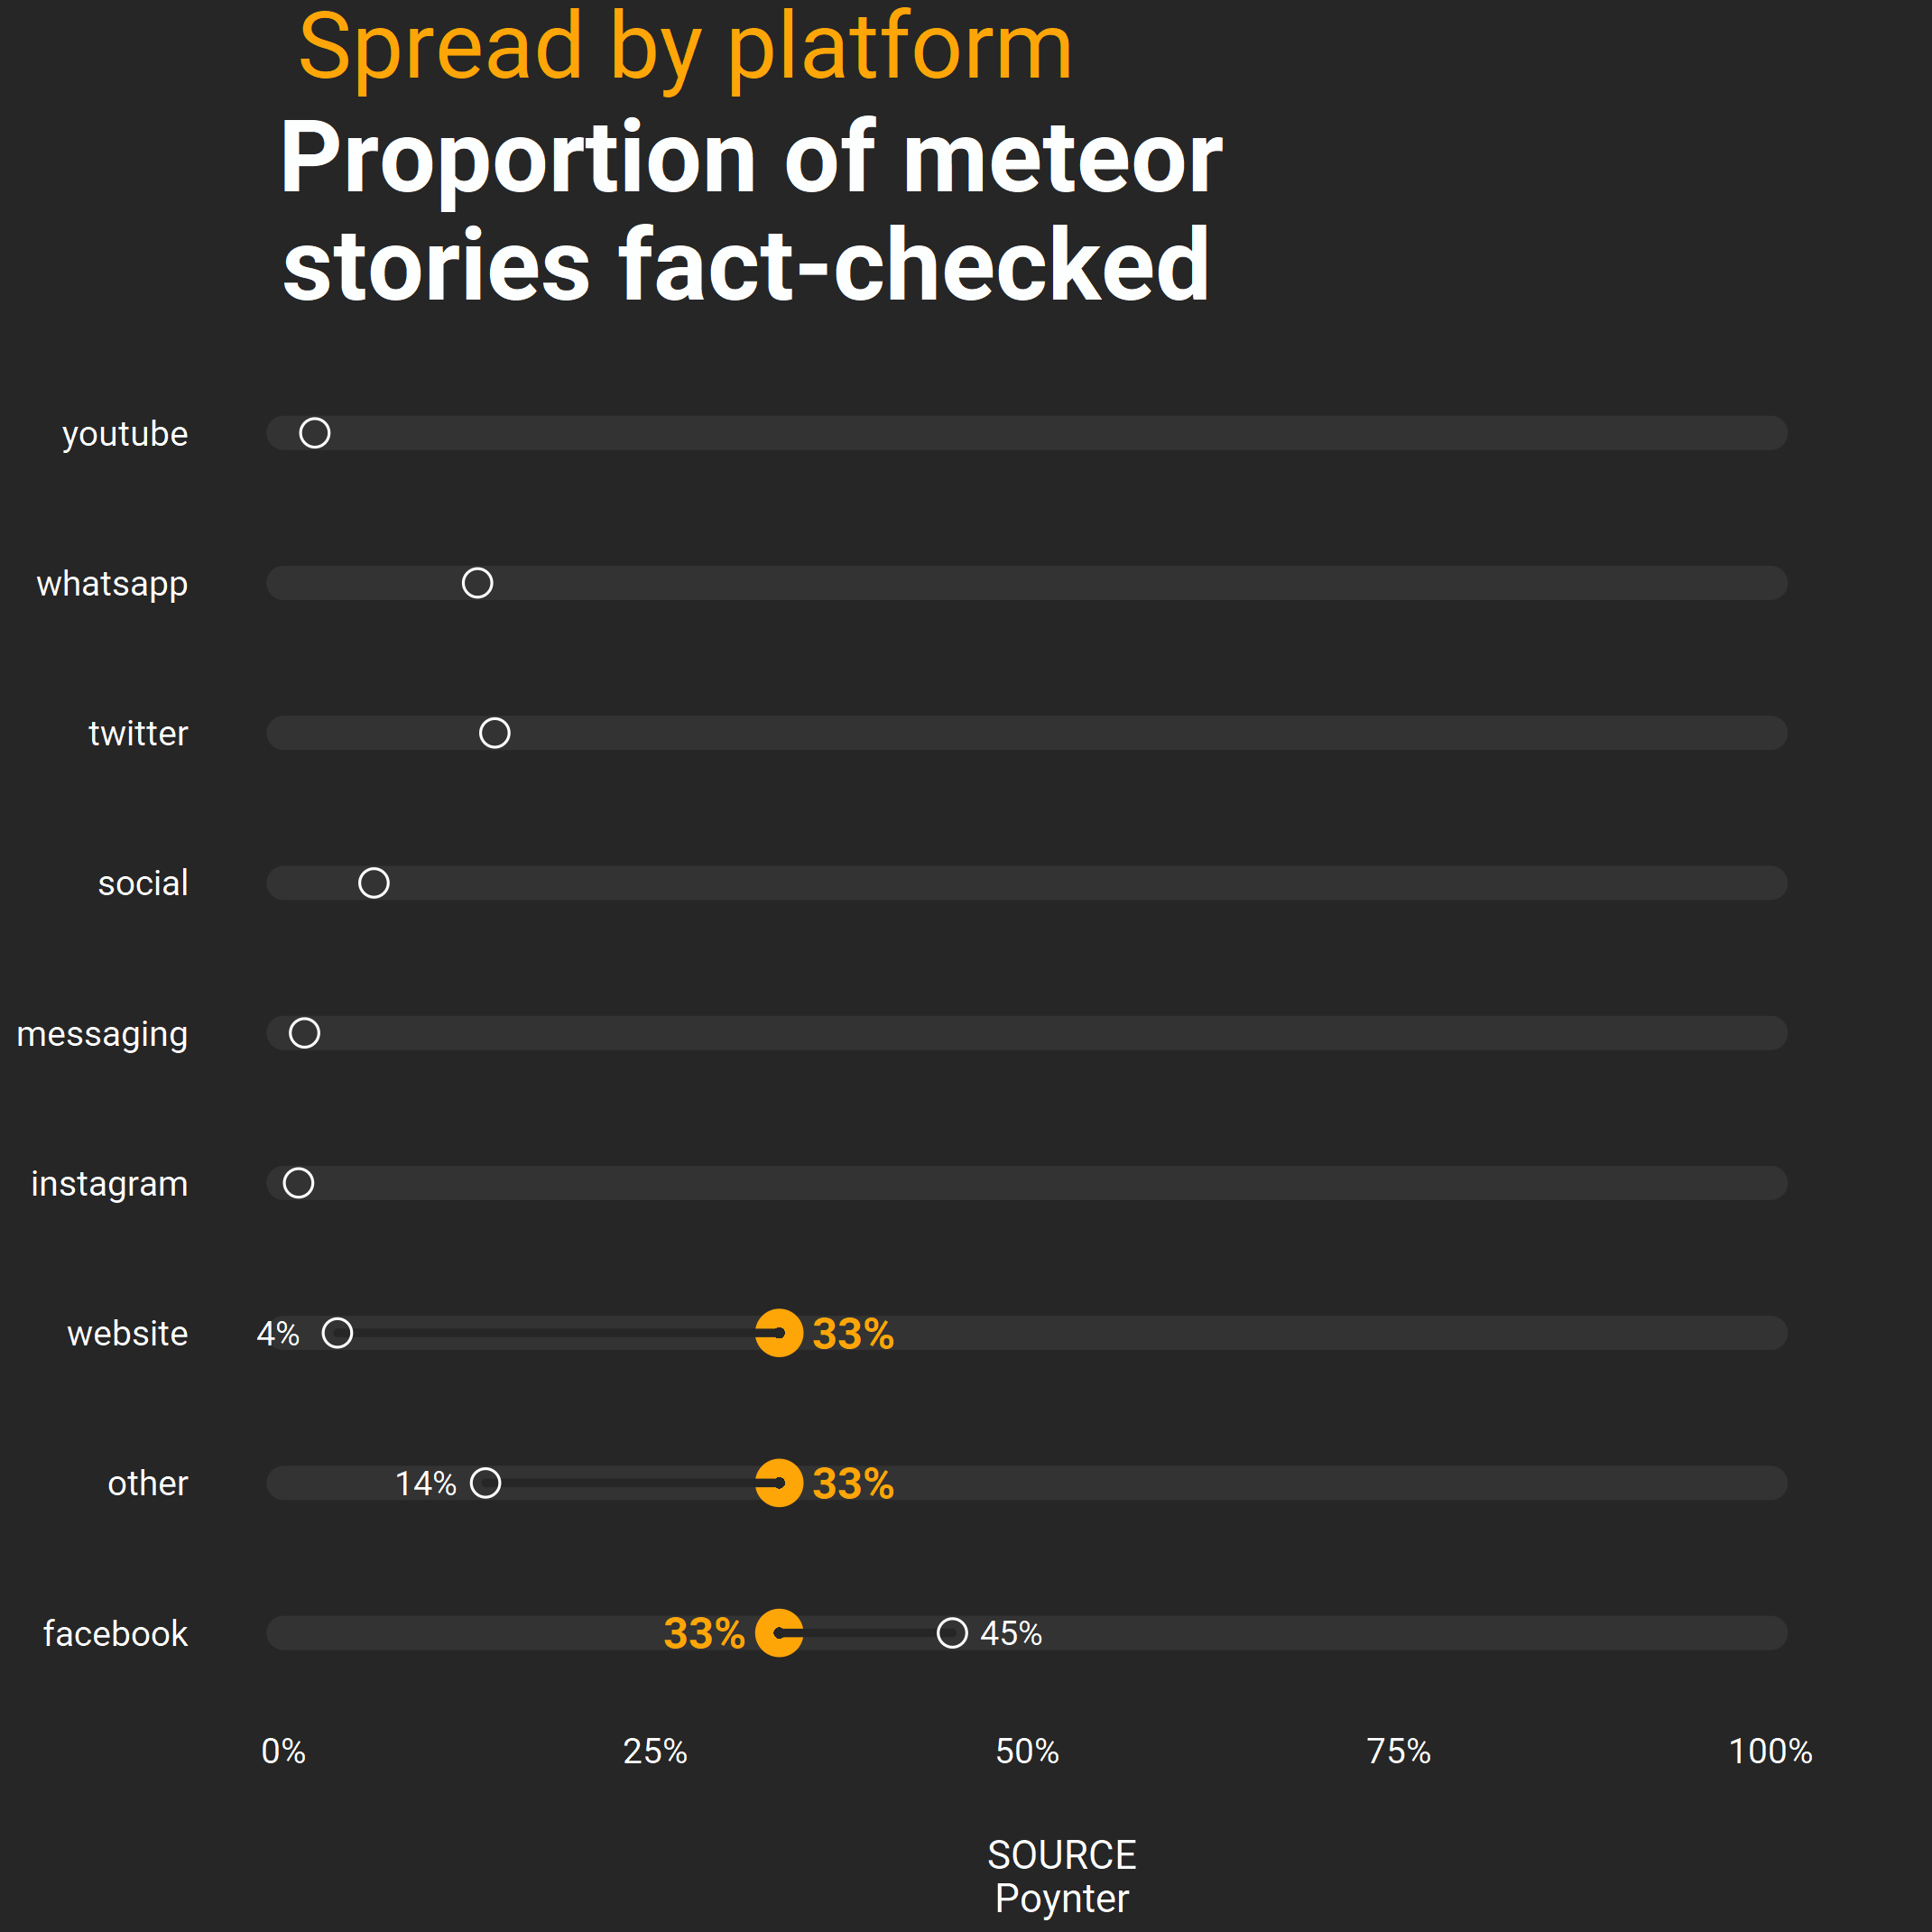 Spread by platform
Proportion of meteor
stories fact-checked
youtube
whatsapp
twitter
social
messaging
instagram
website 4% 33%
other 14% 33%
facebook 33% 45%
0% 25% 50% 75% 100%
SOURCE
Poynter